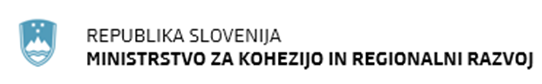 REPUBLIKA SLOVENIJA
MINISTRSTVO ZA KOHEZIJO IN REGIONALNI RAZVOJ